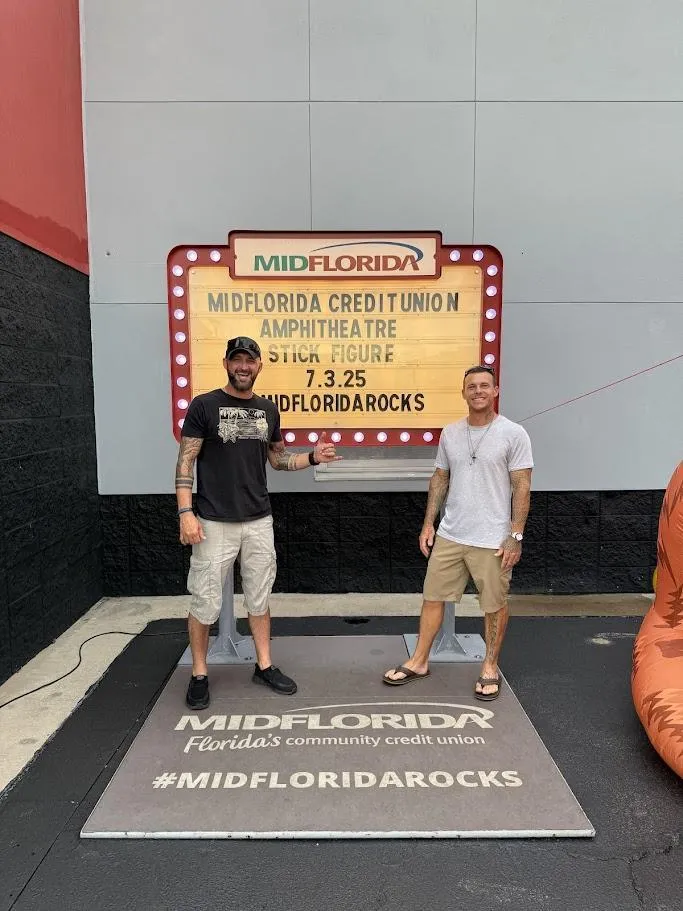 MIDFLORIDA
MIDFLORIDA CREDIT UNION
AMPHITHEATRE
STICK FIGURE
7.3.25
MIDFLORIDAROCKS
MIDFLORIDA
Florida's community credit union
#MIDFLORIDAROCKS